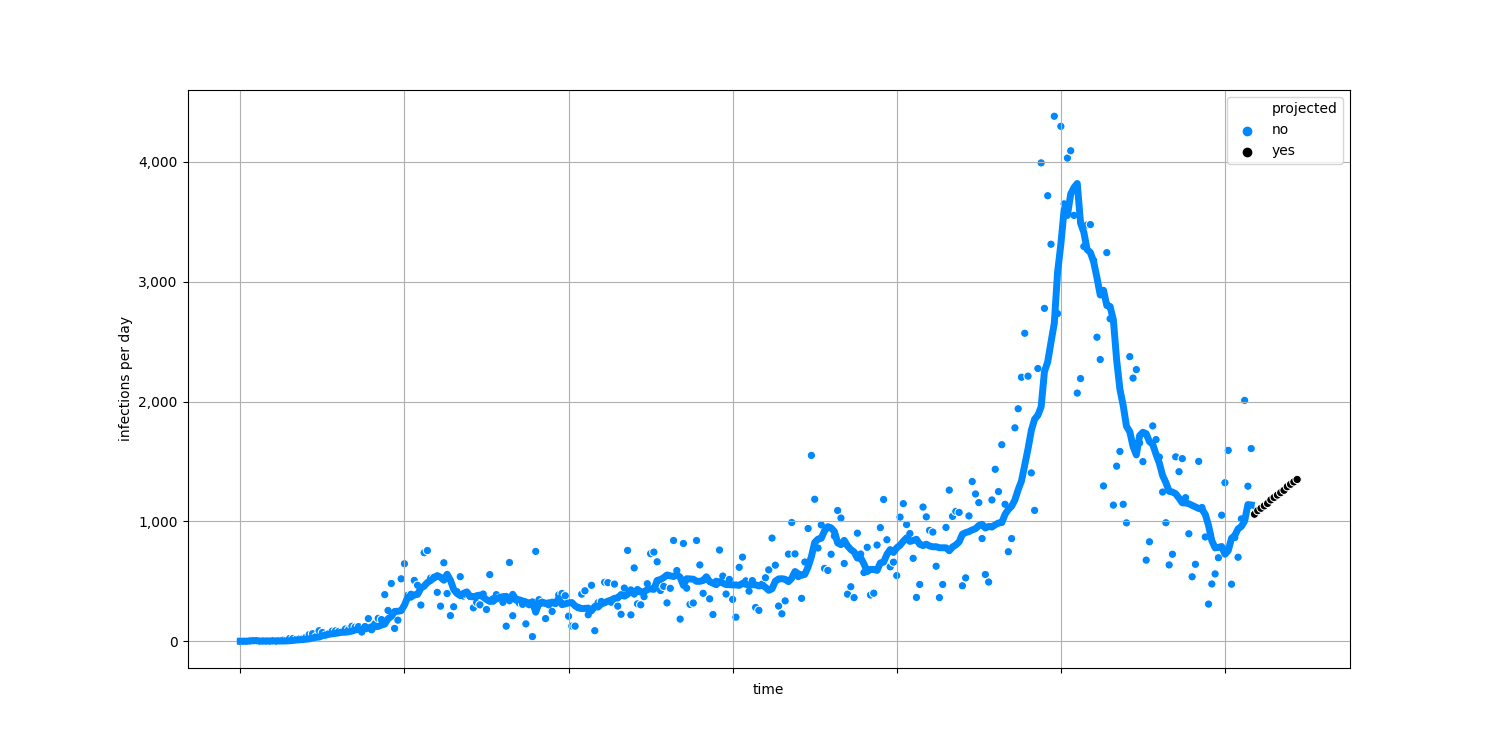 projected
no
yes
4,000
3,000
2,000
1,000
0
infections per day
time